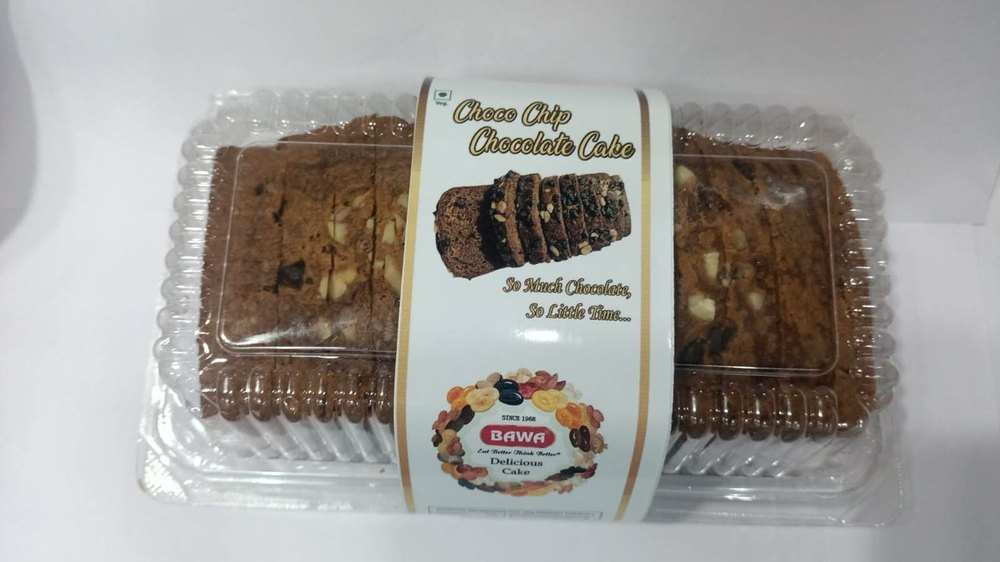 Veg.
Choco Chip
Chocolate Cake
So Much Chocolate,
So Little Time...
SINCE 1968
BAWA
Eat Better Think Better®
Delicious
Cake